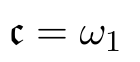 𝔠 = ω₁